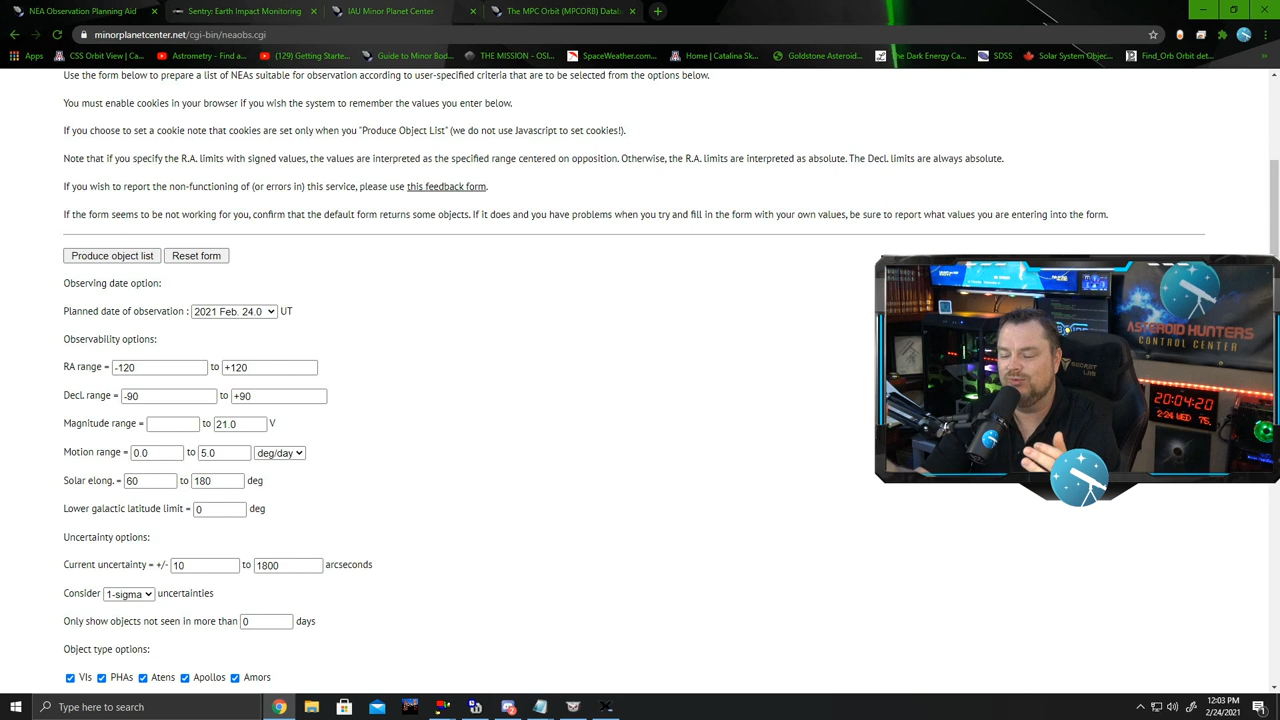 NEA Observation Planning Aid
Sentry: Earth Impact Monitoring
IAU Minor Planet Center
The MPC Orbit (MPCORB) Datab
minorplanetcenter.net/cgi-bin/neaobs.cgi
Apps
CSS Orbit View | Ca...
Astrometry - Find a...
(129) Getting Starte...
Guide to Minor Bod...
THE MISSION - OSI...
SpaceWeather.com...
Home | Catalina Sk...
Goldstone Asteroid...
The Dark Energy Ca...
SDSS
Solar System Objec...
Find_Orb Orbit det...
Use the form below to prepare a list of NEAs suitable for observation according to user-specified criteria that are to be selected from the options below.
You must enable cookies in your browser if you wish the system to remember the values you enter below.
If you choose to set a cookie note that cookies are set only when you "Produce Object List" (we do not use Javascript to set cookies!).
Note that if you specify the R.A. limits with signed values, the values are interpreted as the specified range centered on opposition. Otherwise, the R.A. limits are interpreted as absolute. The Decl. limits are always absolute.
If you wish to report the non-functioning of (or errors in) this service, please use this feedback form.
If the form seems to be not working for you, confirm that the default form returns some objects. If it does and you have problems when you try and fill in the form with your own values, be sure to report what values you are entering into the form.
Produce object list Reset form
Observing date option:
Planned date of observation : 2021 Feb. 24.0 UT
Observability options:
RA range = -120 to +120
Decl. range = -90 to +90
Magnitude range = to 21.0 V
Motion range = 0.0 to 5.0 deg/day
Solar elong. = 60 to 180 deg
Lower galactic latitude limit = 0 deg
Uncertainty options:
Current uncertainty = +/- 10 to 1800 arcseconds
Consider 1-sigma uncertainties
Only show objects not seen in more than 0 days
Object type options:
VIs PHAs Atens Apollos Amors
ASTEROID HUNTERS
CONTROL CENTER
SECRET
LAB
20:04:20
2-24 WED 75.
Type here to search
12:03 PM
2/24/2021